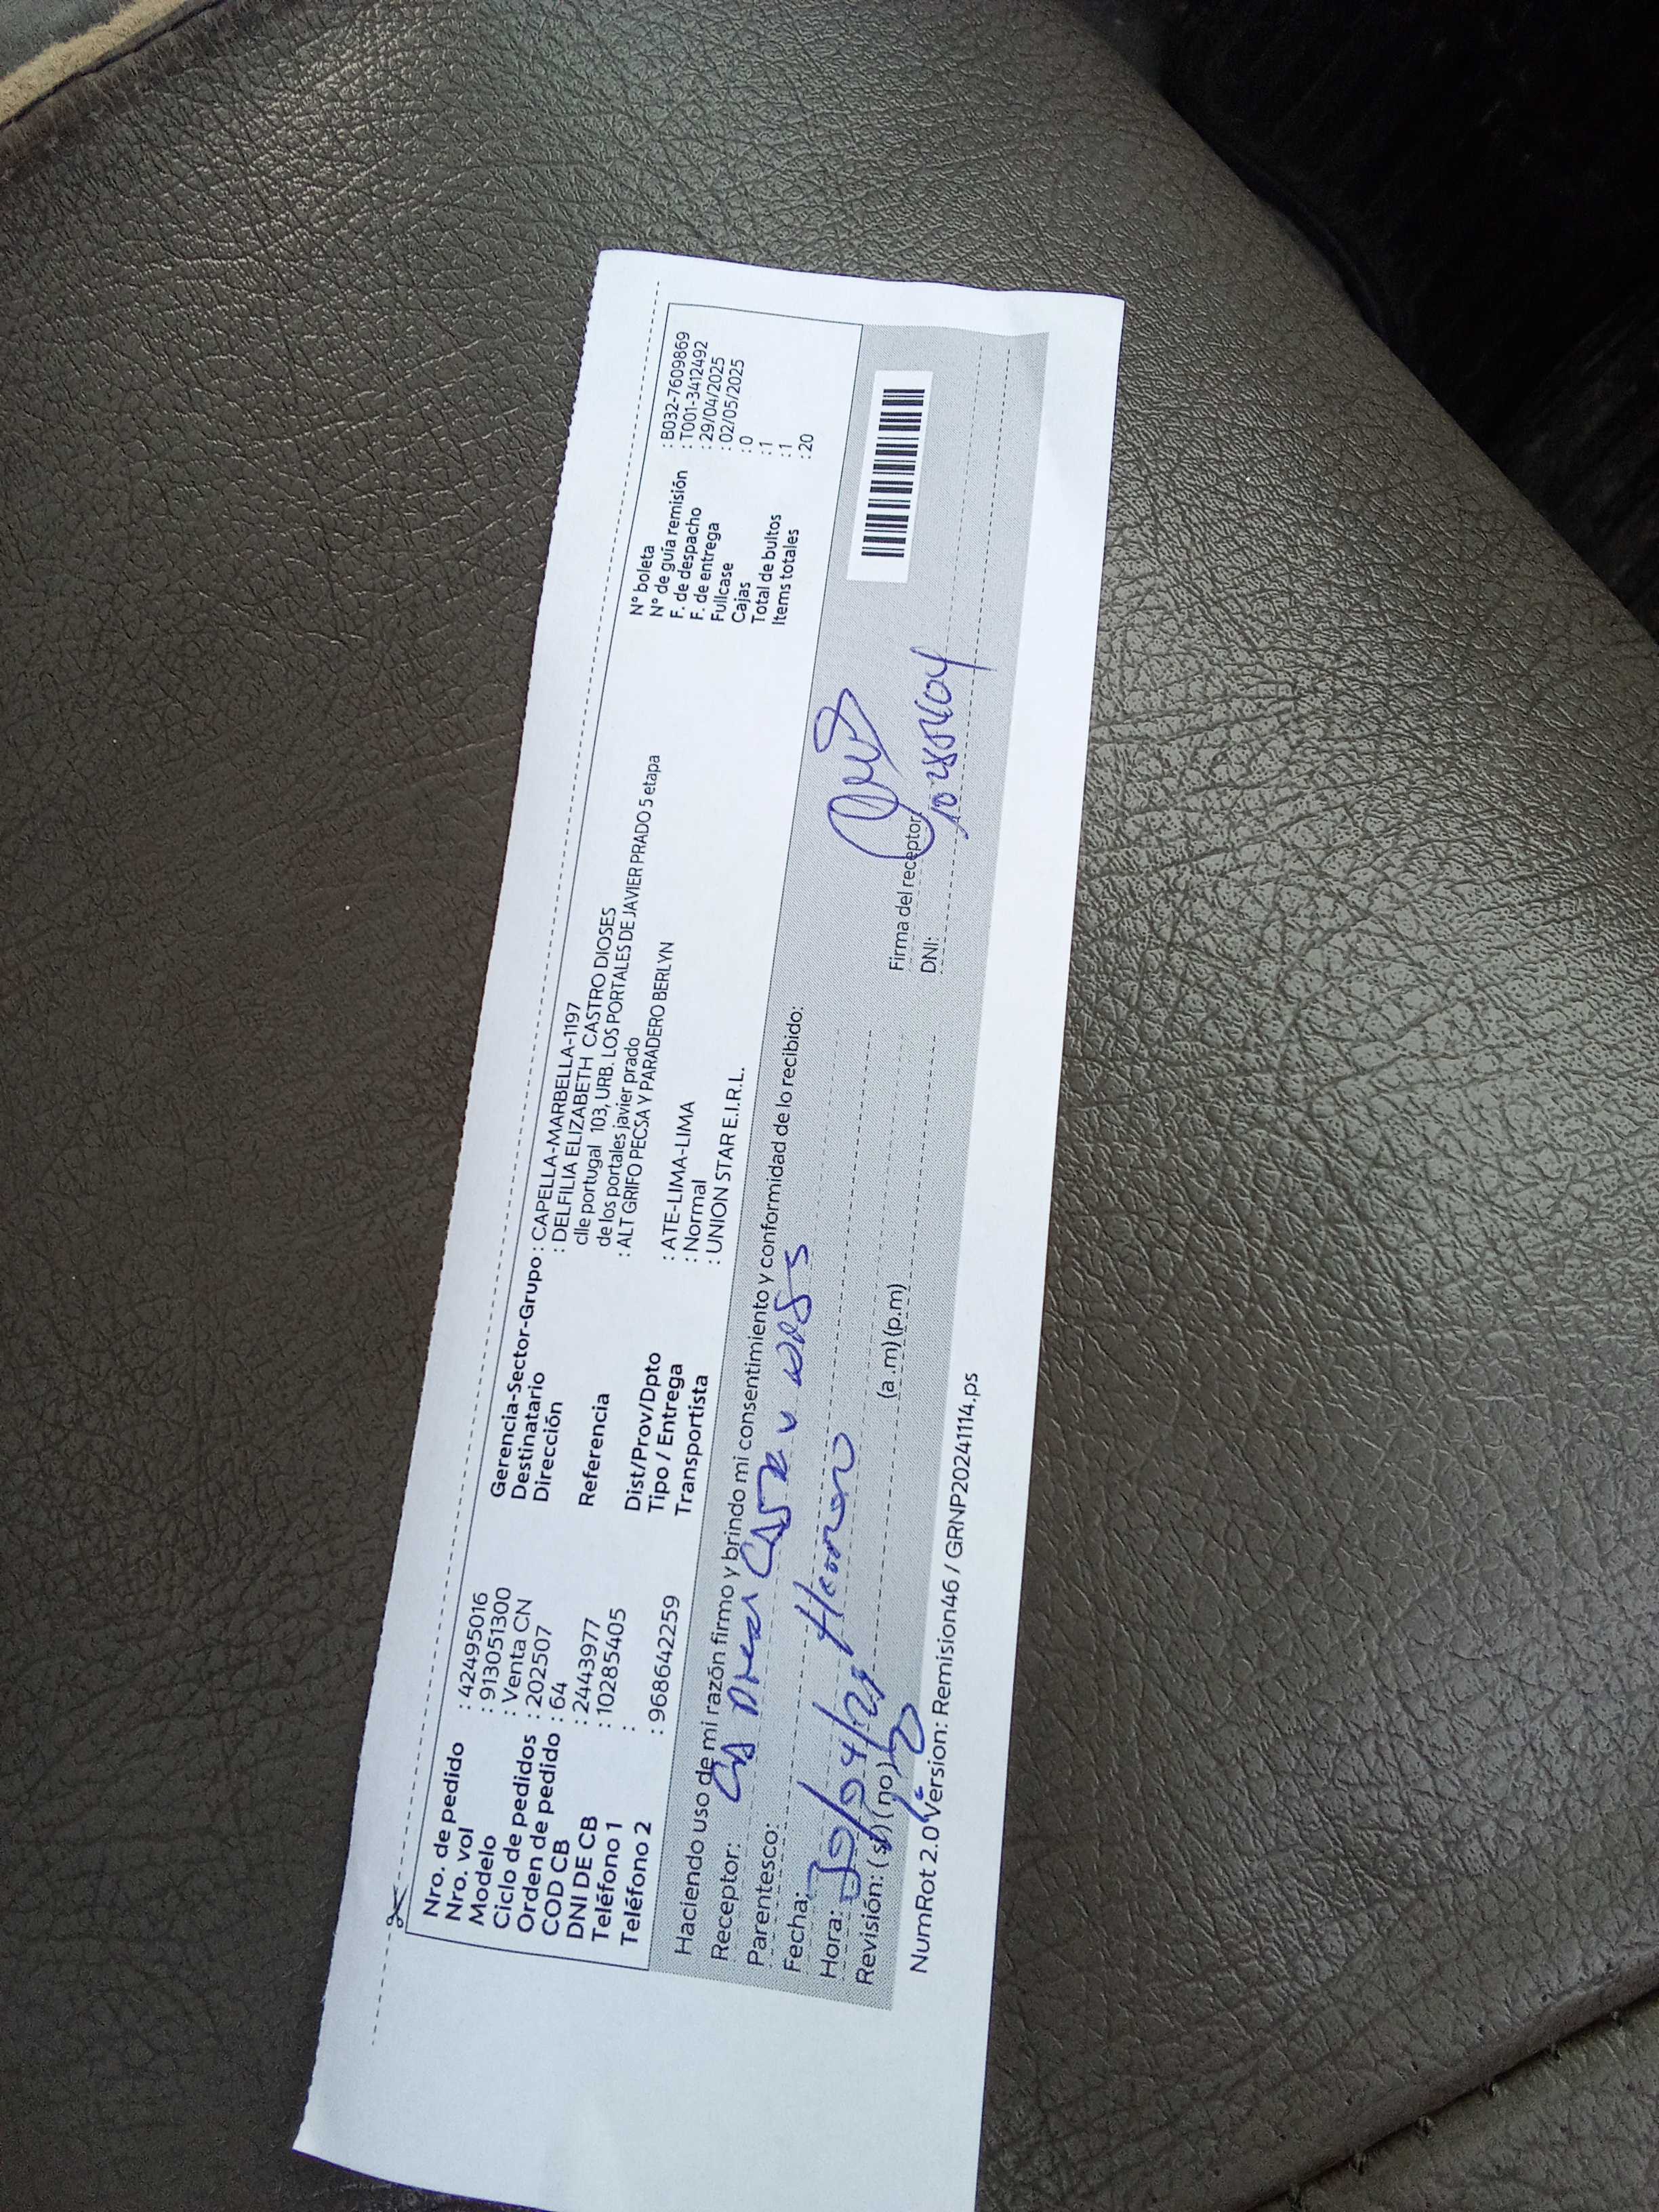 Nro. de pedido : 42495016
Nro. vol : 913051300
Modelo : Venta CN
Ciclo de pedidos : 202507
Orden de pedido : 64
COD CB : 2443977
DNI DE CB : 10285405
Teléfono 1 :
Teléfono 2 : 968642259
Gerencia-Sector-Grupo : CAPELLA-MARBELLA-1197
Destinatario : DELFILIA ELIZABETH CASTRO DIOSES
Dirección clle portugal 103, URB. LOS PORTALES DE JAVIER PRADO 5 etapa
de los portales javier prado
Referencia : ALT GRIFO PECSA Y PARADERO BERLYN
Dist/Prov/Dpto : ATE-LIMA-LIMA
Tipo / Entrega : Normal
Transportista : UNION STAR E.I.R.L.
N° boleta : B032-7609869
N° de guía remisión : T001-3412492
F. de despacho : 29/04/2025
F. de entrega : 02/05/2025
Fullcase : 0
Cajas : 1
Total de bultos : 1
Items totales : 20
Haciendo uso de mi razón firmo y brindo mi consentimiento y conformidad de lo recibido:
Receptor:
Parentesco:
Fecha: 30/04/25
Hora: (a .m) (p.m)
Revisión: (si) (no)
Firma del receptor
DNI:
NumRot 2.0 Version: Remision46 / GRNP20241114.ps